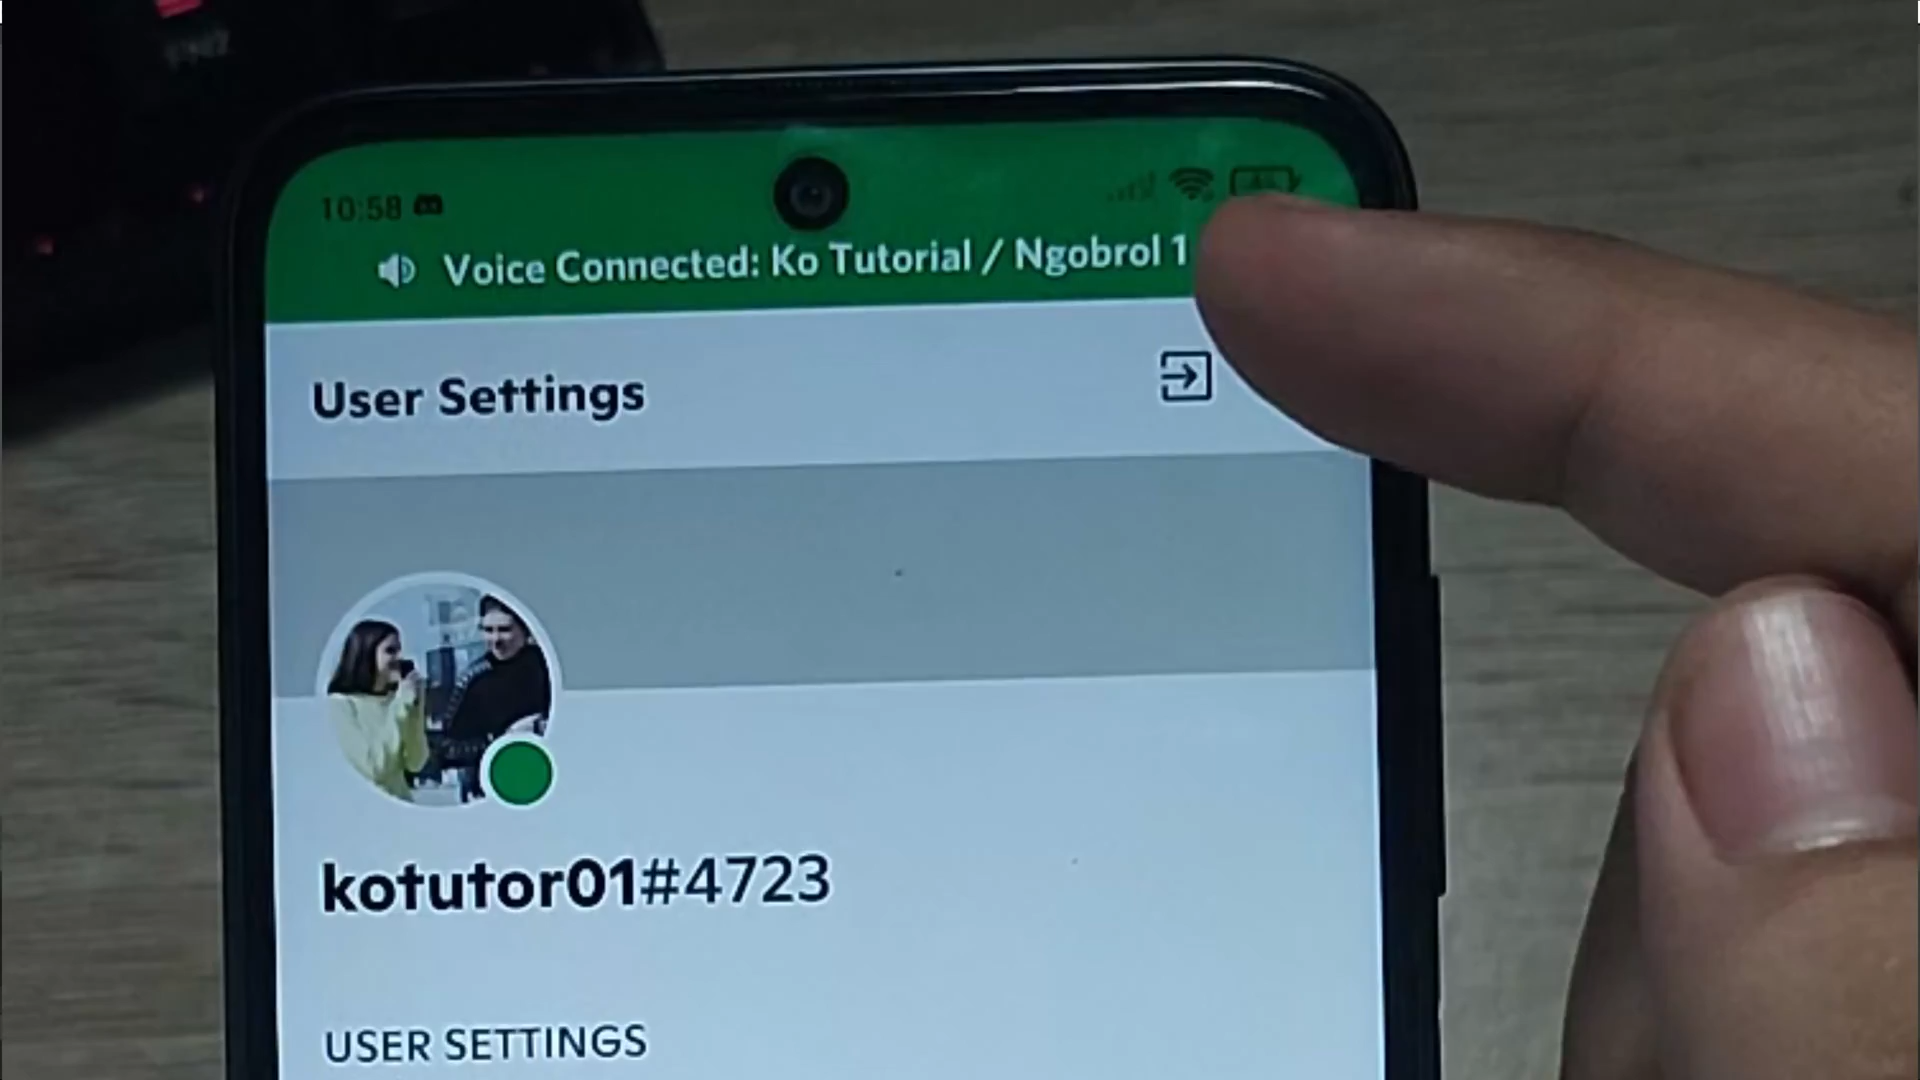 10:58
Voice Connected: Ko Tutorial / Ngobrol 1
User Settings
kotutor01#4723
USER SETTINGS